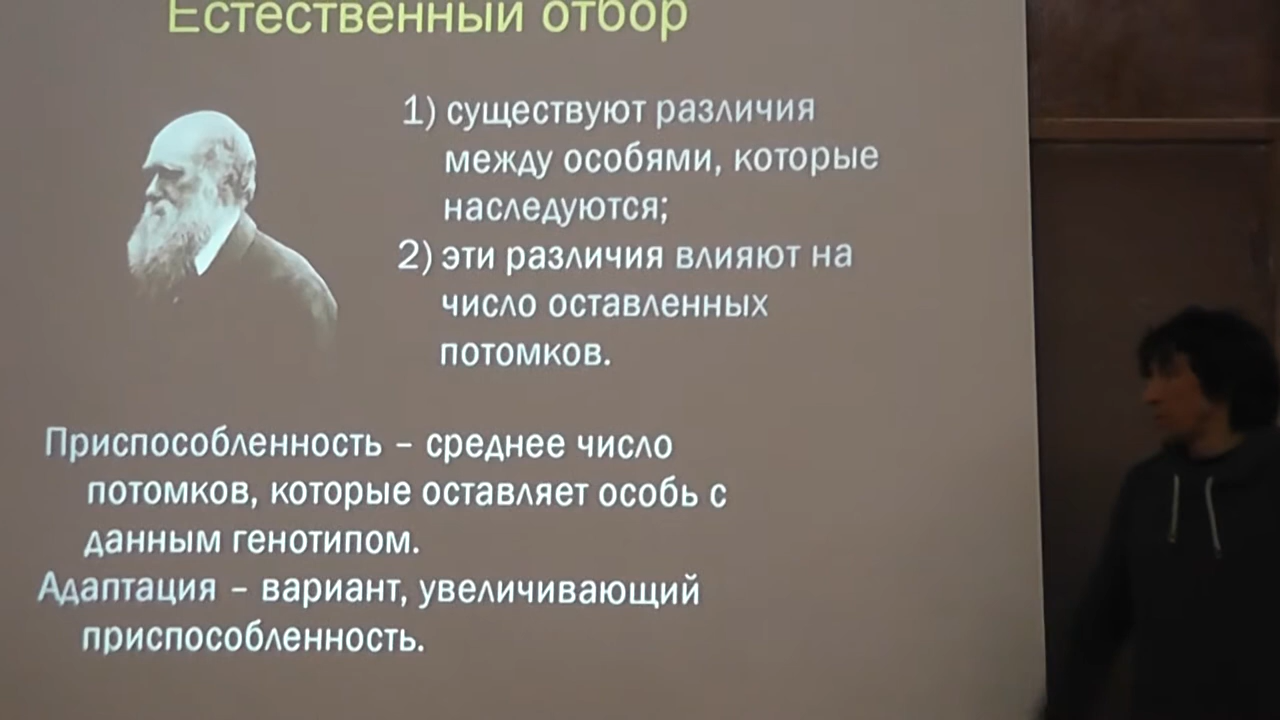 Естественный отбор
1) существуют различия
между особями, которые
наследуются;
2) эти различия влияют на
число оставленных
потомков.
Приспособленность – среднее число
потомков, которые оставляет особь с
данным генотипом.
Адаптация – вариант, увеличивающий
приспособленность.